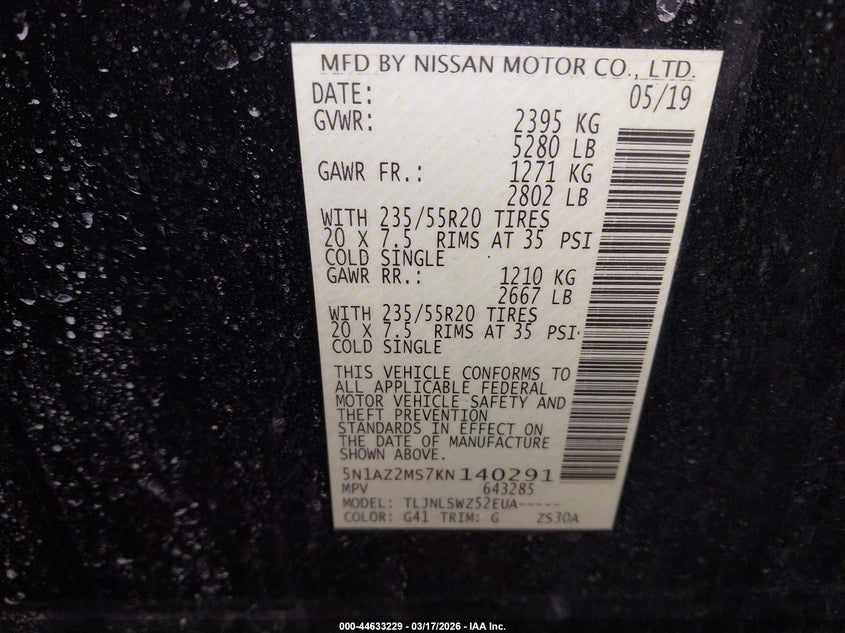 MFD BY NISSAN MOTOR CO., LTD.
DATE: 05/19
GVWR: 2395 KG
5280 LB
GAWR FR.: 1271 KG
2802 LB
WITH 235/55R20 TIRES
20 X 7.5 RIMS AT 35 PSI
COLD SINGLE
GAWR RR.: 1210 KG
2667 LB
WITH 235/55R20 TIRES
20 X 7.5 RIMS AT 35 PSI
COLD SINGLE
THIS VEHICLE CONFORMS TO
ALL APPLICABLE FEDERAL
MOTOR VEHICLE SAFETY AND
THEFT PREVENTION
STANDARDS IN EFFECT ON
THE DATE OF MANUFACTURE
SHOWN ABOVE.
5N1AZ2MS7KN140291
MPV 643285
MODEL: TLJNLSWZ52EUA-----
COLOR: G41 TRIM: G ZS30A
000-44633229 - 03/17/2026 - IAA Inc.